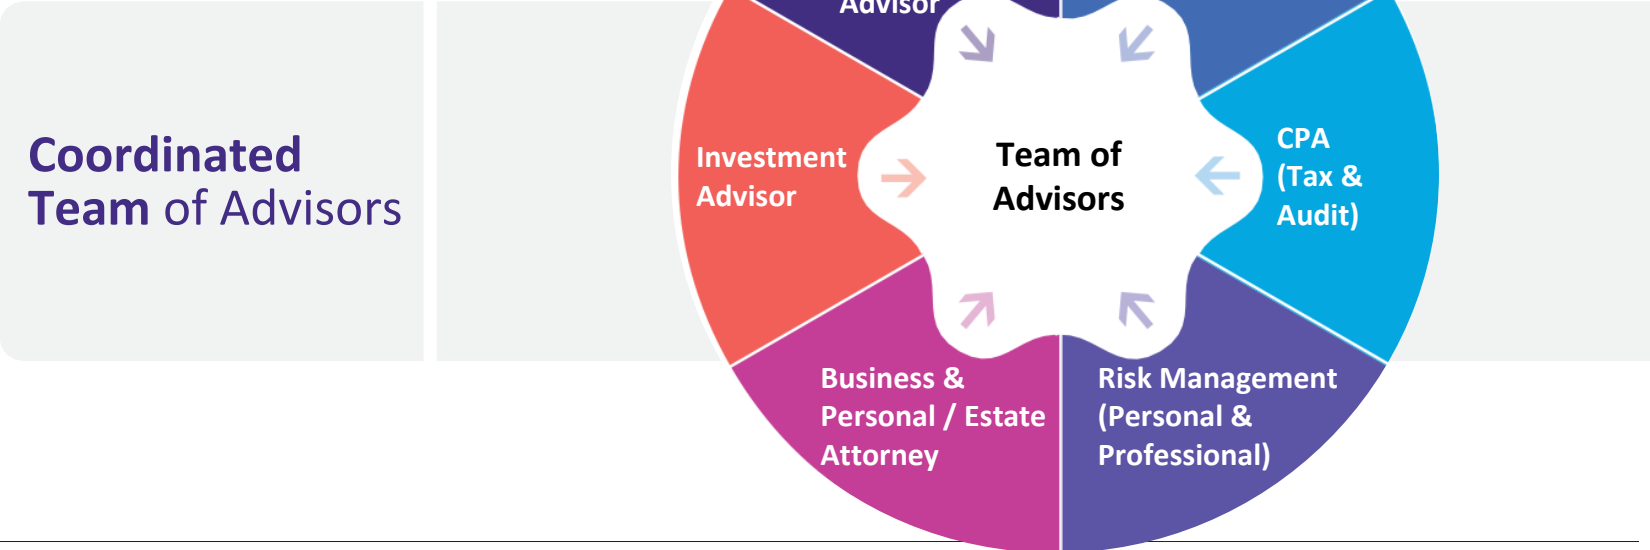 Advisor
Coordinated
Team of Advisors
Investment
Advisor
Team of
Advisors
CPA
(Tax &
Audit)
Business &
Personal / Estate
Attorney
Risk Management
(Personal &
Professional)